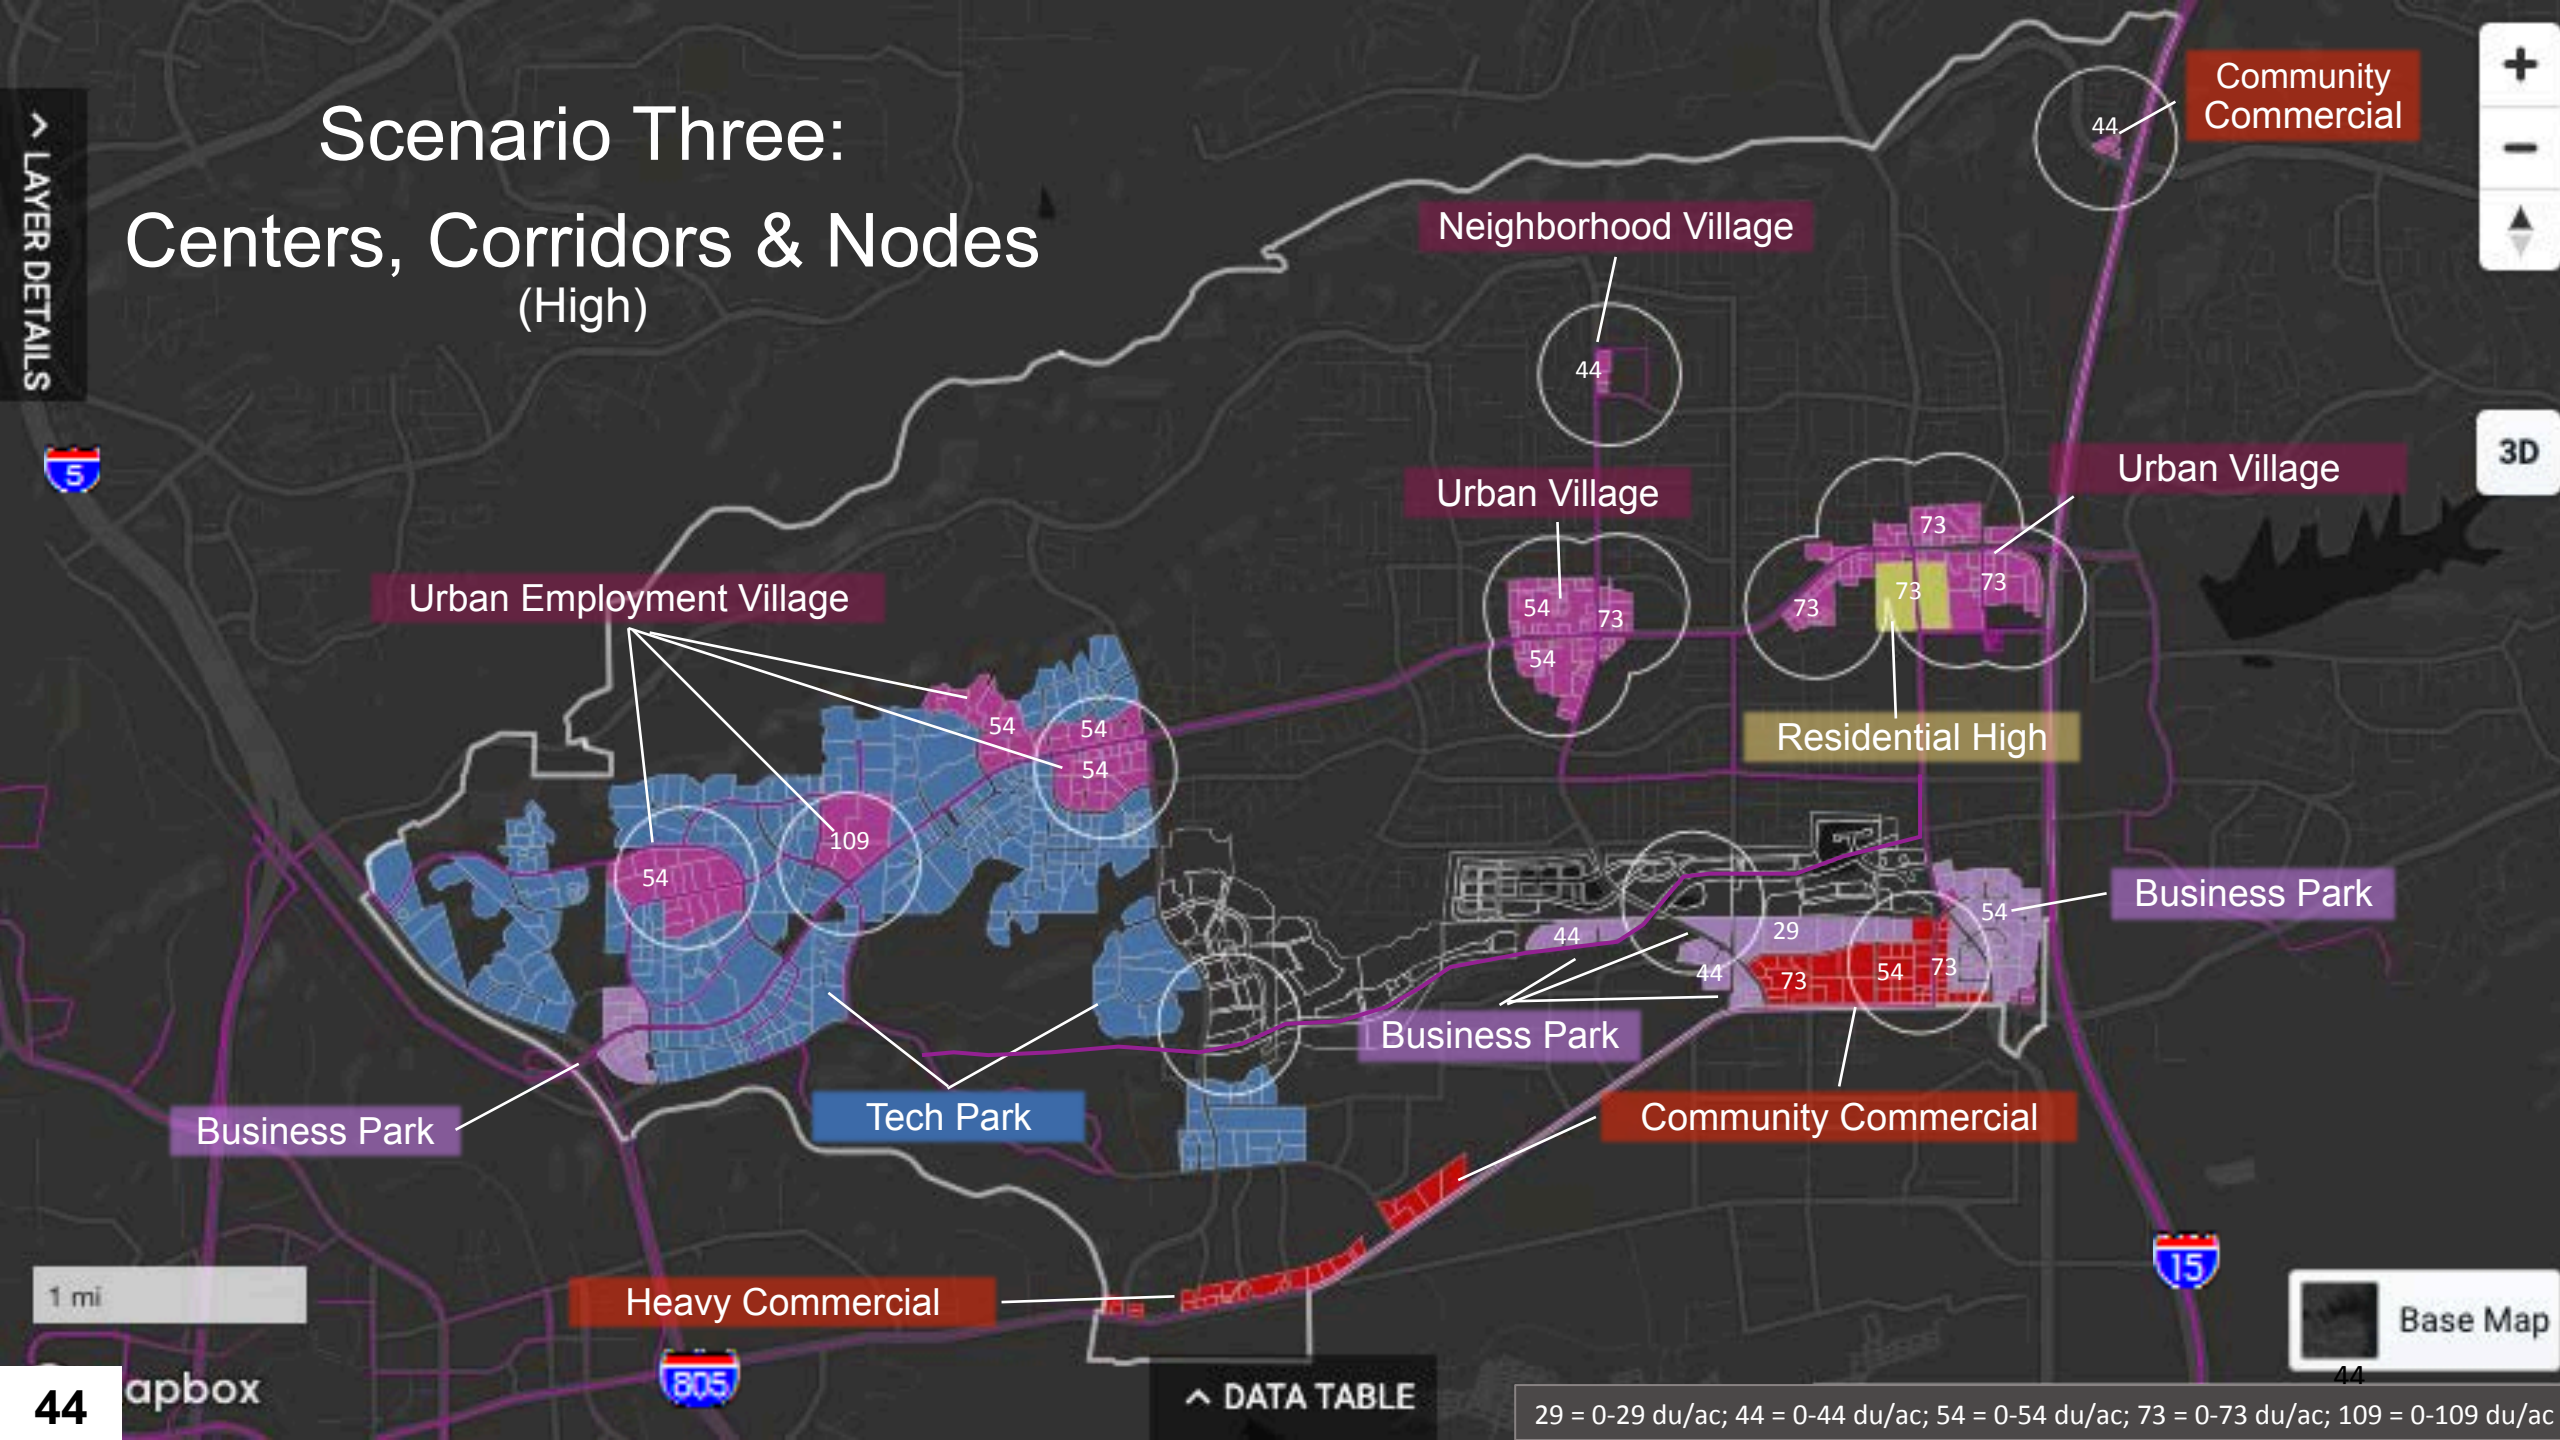 Scenario Three:
Centers, Corridors & Nodes
(High)
LAYER DETAILS
Community
Commercial
44
Neighborhood Village
44
3D
5
Urban Village
Urban Village
73
54
73
73
73
73
54
Urban Employment Village
54
54
54
109
54
Residential High
Business Park
54
44
29
44
73
54
73
Business Park
Business Park
Tech Park
Community Commercial
Heavy Commercial
15
805
1 mi
Base Map
44
apbox
44
DATA TABLE
29 = 0-29 du/ac; 44 = 0-44 du/ac; 54 = 0-54 du/ac; 73 = 0-73 du/ac; 109 = 0-109 du/ac